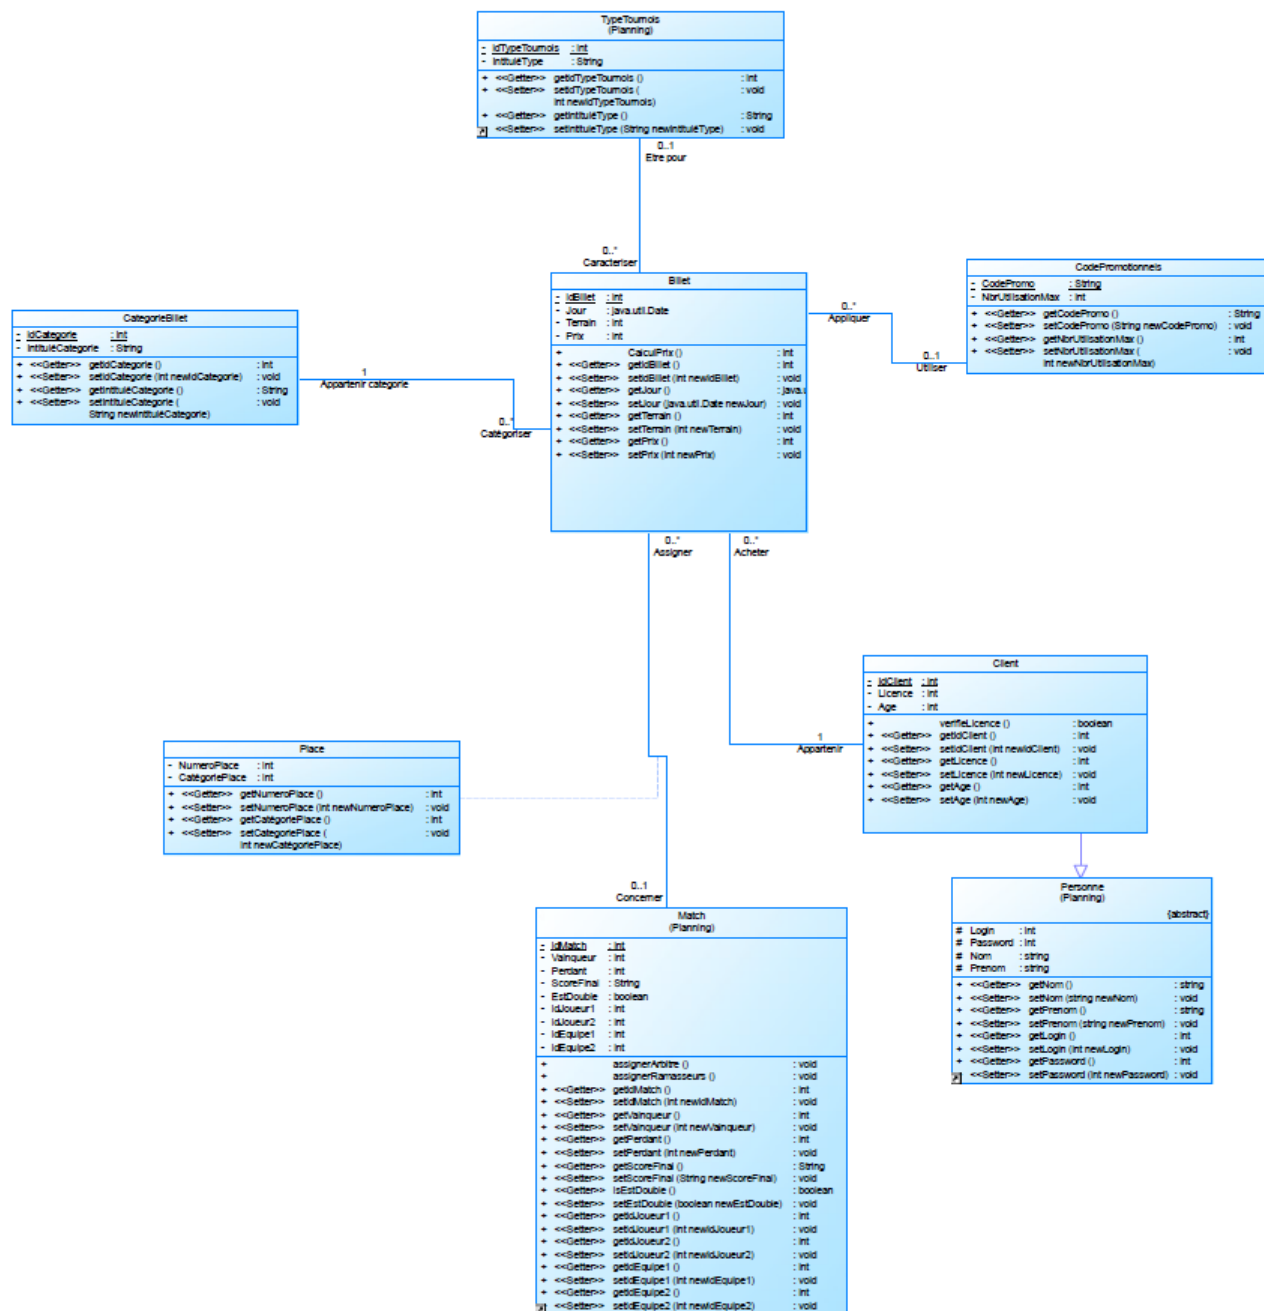 TypeTournois
(Planning)
- IdTypeTournois : int
- IntituléType : String
+ <<Getter>> getIdTypeTournois () : int
+ <<Setter>> setIdTypeTournois ( : void
int newIdTypeTournois)
+ <<Getter>> getIntituléType () : String
<<Setter>> setIntituléType (String newIntituléType) : void
0..1
Etre pour
0..*
Caracteriser
Billet
- IdBillet : int
- Jour : java.util.Date
- Terrain : int
- Prix : int
+ CalculPrix () : int
+ <<Getter>> getIdBillet () : int
+ <<Setter>> setIdBillet (int newIdBillet) : void
+ <<Getter>> getJour () : java.u
+ <<Setter>> setJour (java.util.Date newJour) : void
+ <<Getter>> getTerrain () : int
+ <<Setter>> setTerrain (int newTerrain) : void
+ <<Getter>> getPrix () : int
+ <<Setter>> setPrix (int newPrix) : void
CodePromotionnels
- CodePromo : String
- NbrUtilisationMax : int
+ <<Getter>> getCodePromo () : String
+ <<Setter>> setCodePromo (String newCodePromo) : void
+ <<Getter>> getNbrUtilisationMax () : int
+ <<Setter>> setNbrUtilisationMax ( : void
int newNbrUtilisationMax)
0..*
Appliquer
0..1
Utiliser
CategorieBillet
- IdCategorie : int
- IntituléCategorie : String
+ <<Getter>> getIdCategorie () : int
+ <<Setter>> setIdCategorie (int newIdCategorie) : void
+ <<Getter>> getIntituléCategorie () : String
+ <<Setter>> setIntituléCategorie ( : void
String newIntituléCategorie)
1
Appartenir categorie
0..*
Catégoriser
0..*
Assigner
0..*
Acheter
Client
- IdClient : int
- Licence : int
- Age : int
+ verifieLicence () : boolean
+ <<Getter>> getIdClient () : int
+ <<Setter>> setIdClient (int newIdClient) : void
+ <<Getter>> getLicence () : int
+ <<Setter>> setLicence (int newLicence) : void
+ <<Getter>> getAge () : int
+ <<Setter>> setAge (int newAge) : void
1
Appartenir
Place
- NumeroPlace : int
- CatégoriePlace : int
+ <<Getter>> getNumeroPlace () : int
+ <<Setter>> setNumeroPlace (int newNumeroPlace) : void
+ <<Getter>> getCatégoriePlace () : int
+ <<Setter>> setCatégoriePlace ( : void
int newCatégoriePlace)
0..1
Concerner
Match
(Planning)
- IdMatch : int
- Vainqueur : int
- Perdant : int
- ScoreFinal : String
- EstDouble : boolean
- IdJoueur1 : int
- IdJoueur2 : int
- IdEquipe1 : int
- IdEquipe2 : int
+ assignerArbitre () : void
+ assignerRamasseurs () : void
+ <<Getter>> getIdMatch () : int
+ <<Setter>> setIdMatch (int newIdMatch) : void
+ <<Getter>> getVainqueur () : int
+ <<Setter>> setVainqueur (int newVainqueur) : void
+ <<Getter>> getPerdant () : int
+ <<Setter>> setPerdant (int newPerdant) : void
+ <<Getter>> getScoreFinal () : String
+ <<Setter>> setScoreFinal (String newScoreFinal) : void
+ <<Getter>> isEstDouble () : boolean
+ <<Setter>> setEstDouble (boolean newEstDouble) : void
+ <<Getter>> getIdJoueur1 () : int
+ <<Setter>> setIdJoueur1 (int newIdJoueur1) : void
+ <<Getter>> getIdJoueur2 () : int
+ <<Setter>> setIdJoueur2 (int newIdJoueur2) : void
+ <<Getter>> getIdEquipe1 () : int
+ <<Setter>> setIdEquipe1 (int newIdEquipe1) : void
+ <<Getter>> getIdEquipe2 () : int
<<Setter>> setIdEquipe2 (int newIdEquipe2) : void
Personne
(Planning)
{abstract}
# Login : int
# Password : int
# Nom : string
# Prenom : string
+ <<Getter>> getNom () : string
+ <<Setter>> setNom (string newNom) : void
+ <<Getter>> getPrenom () : string
+ <<Setter>> setPrenom (string newPrenom) : void
+ <<Getter>> getLogin () : int
+ <<Setter>> setLogin (int newLogin) : void
+ <<Getter>> getPassword () : int
<<Setter>> setPassword (int newPassword) : void